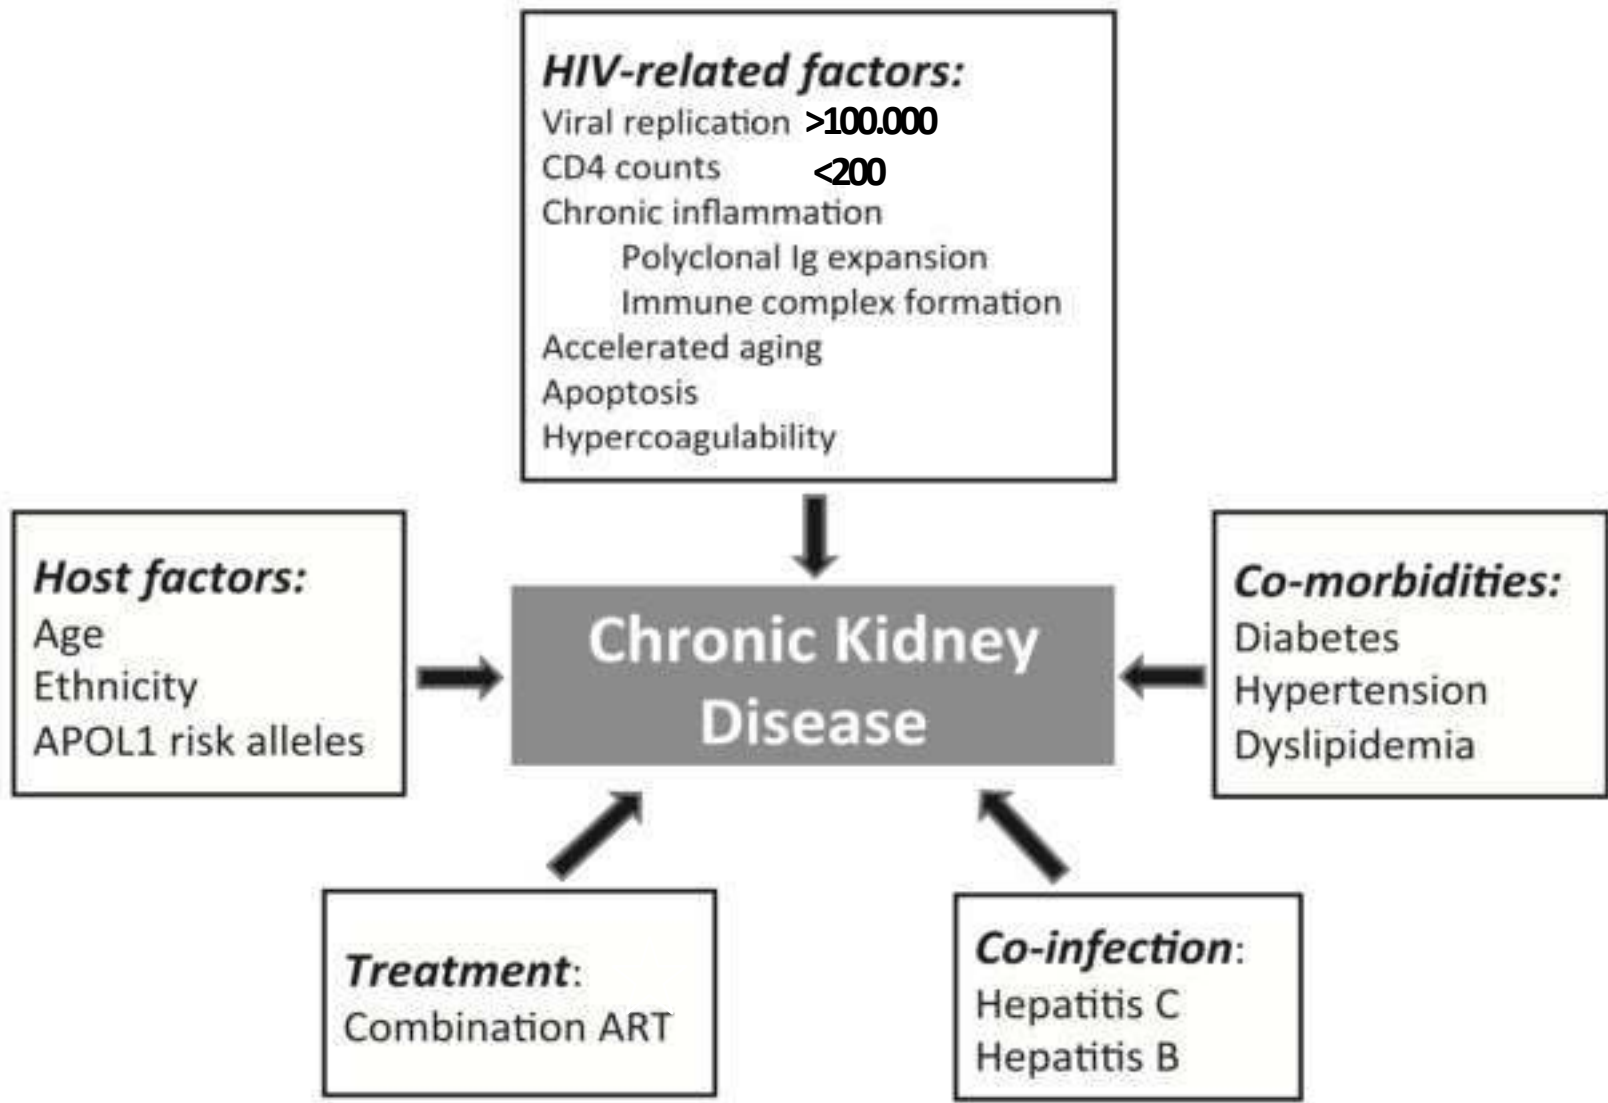 HIV-related factors:
Viral replication >100.000
CD4 counts <200
Chronic inflammation
Polyclonal Ig expansion
Immune complex formation
Accelerated aging
Apoptosis
Hypercoagulability
Host factors:
Age
Ethnicity
APOL1 risk alleles
Chronic Kidney
Disease
Co-morbidities:
Diabetes
Hypertension
Dyslipidemia
Treatment:
Combination ART
Co-infection:
Hepatitis C
Hepatitis B